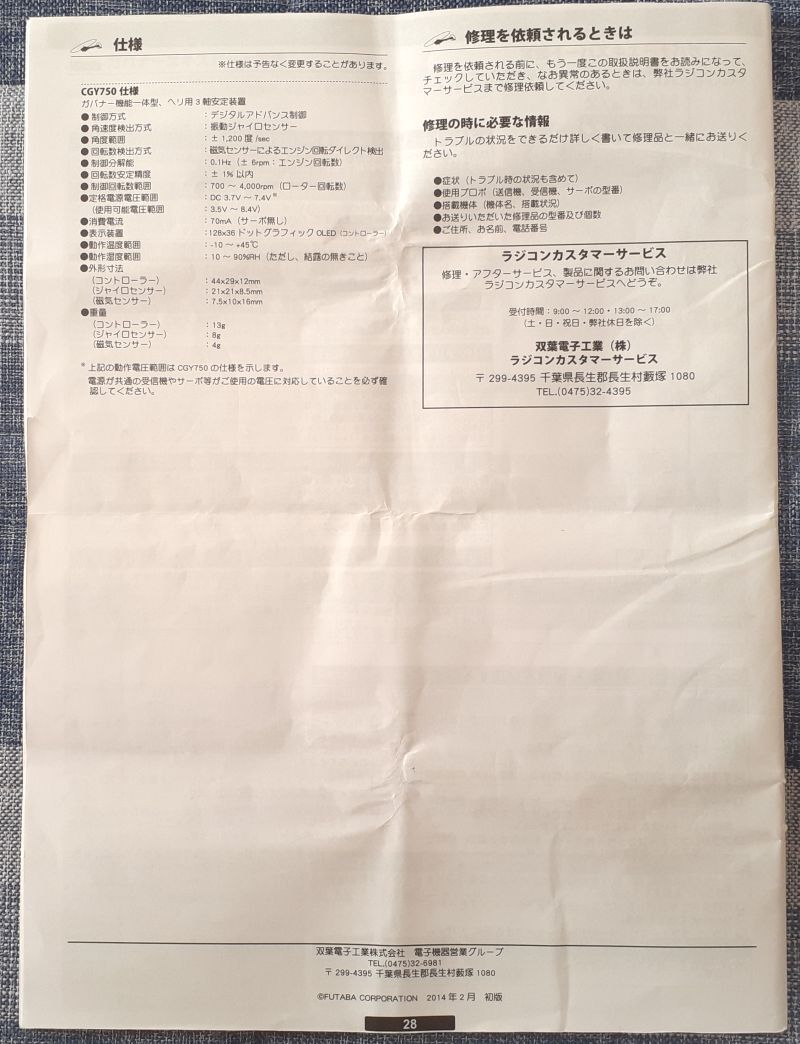 仕様
※仕様は予告なく変更することがあります。
CGY750 仕様
ガバナー機能一体型、ヘリ用 3 軸安定装置
●制御方式 : デジタルアドバンス制御
●角速度検出方式 : 振動ジャイロセンサー
●角度範囲 : ± 1,200 度 /sec
●回転数検出方式 : 磁気センサーによるエンジン回転ダイレクト検出
●制御分解能 : 0.1Hz（± 6rpm：エンジン回転数）
●回転数安定精度 : ± 1% 以内
●制御回転数範囲 : 700 ～ 4,000rpm（ローター回転数）
●定格電源電圧範囲 : DC 3.7V ～ 7.4V※
（使用可能電圧範囲 : 3.5V ～ 8.4V）
●消費電流 : 70mA（サーボ無し）
●表示装置 : 128x36 ドットグラフィック OLED（コントローラー）
●動作温度範囲 : -10 ～ +45℃
●動作湿度範囲 : 10 ～ 90%RH（ただし、結露の無きこと）
●外形寸法
（コントローラー） : 44x29x12mm
（ジャイロセンサー） : 21x21x8.5mm
（磁気センサー） : 7.5x10x16mm
●重量
（コントローラー） : 13g
（ジャイロセンサー） : 8g
（磁気センサー） : 4g
※ 上記の動作電圧範囲は CGY750 の仕様を示します。
電源が共通の受信機やサーボ等がご使用の電圧に対応していることを必ず確
認してください。
修理を依頼されるときは
修理を依頼される前に、もう一度この取扱説明書をお読みになって、
チェックしていただき、なお異常のあるときは、弊社ラジコンカスタ
マーサービスまで修理依頼してください。
修理の時に必要な情報
トラブルの状況をできるだけ詳しく書いて修理品と一緒にお送りく
ださい。
●症状（トラブル時の状況も含めて）
●使用プロポ（送信機、受信機、サーボの型番）
●搭載機体（機体名、搭載状況）
●お送りいただいた修理品の型番及び個数
●ご住所、お名前、電話番号
ラジコンカスタマーサービス
修理・アフターサービス、製品に関するお問い合わせは弊社
ラジコンカスタマーサービスへどうぞ。
受付時間：9:00 ～ 12:00・13:00 ～ 17:00
（土・日・祝日・弊社休日を除く）
双葉電子工業（株）
ラジコンカスタマーサービス
〒 299-4395 千葉県長生郡長生村藪塚 1080
TEL.(0475)32-4395
双葉電子工業株式会社 電子機器営業グループ
TEL.(0475)32-6981
〒 299-4395 千葉県長生郡長生村藪塚 1080
©FUTABA CORPORATION 2014 年 2 月 初版
28